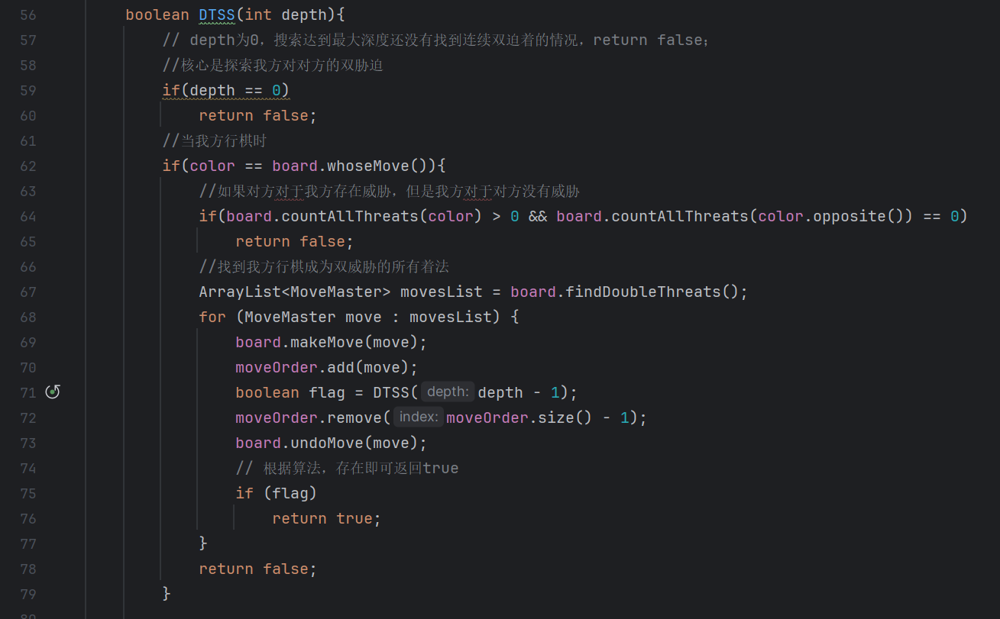 56 boolean DTSS(int depth){
57 // depth为0，搜索达到最大深度还没有找到连续双迫着的情况，return false；
58 //核心是探索我方对对方的双胁迫
59 if(depth == 0)
60 return false;
61 //当我方行棋时
62 if(color == board.whoseMove()){
63 //如果对方对于我方存在威胁，但是我方对于对方没有威胁
64 if(board.countAllThreats(color) > 0 && board.countAllThreats(color.opposite()) == 0)
65 return false;
66 //找到我方行棋成为双威胁的所有着法
67 ArrayList<MoveMaster> movesList = board.findDoubleThreats();
68 for (MoveMaster move : movesList) {
69 board.makeMove(move);
70 moveOrder.add(move);
71 boolean flag = DTSS( depth: depth - 1);
72 moveOrder.remove( index: moveOrder.size() - 1);
73 board.undoMove(move);
74 // 根据算法，存在即可返回true
75 if (flag)
76 return true;
77 }
78 return false;
79 }